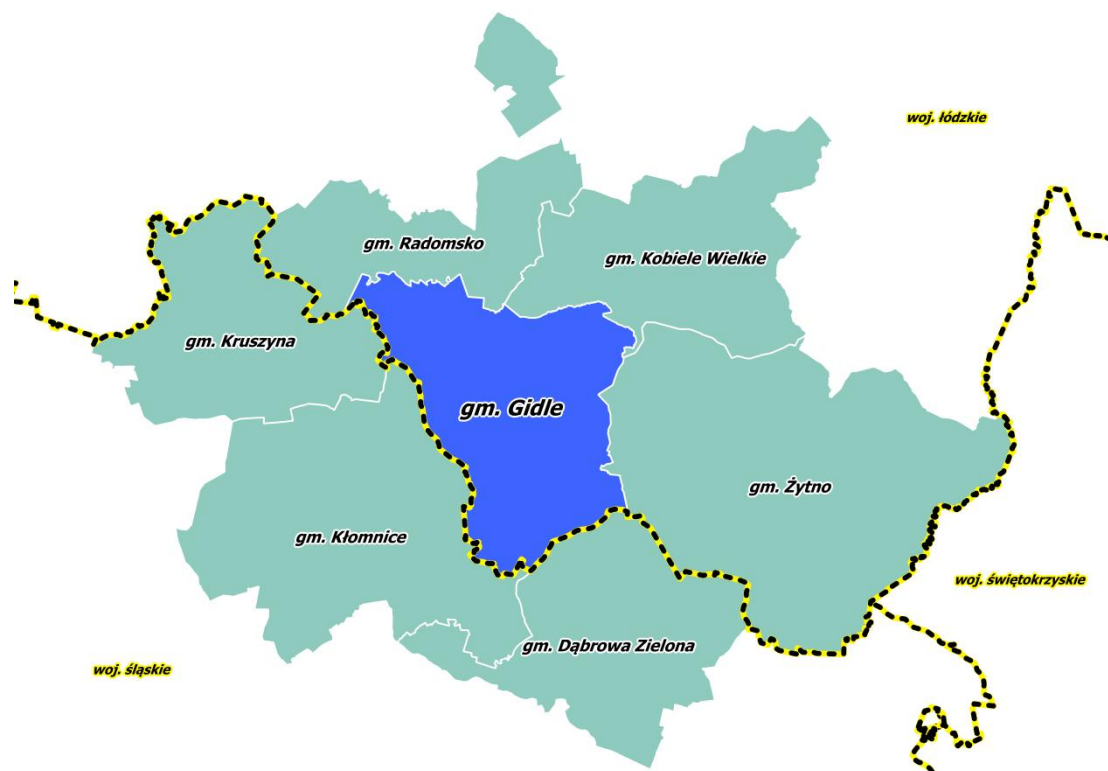 woj. łódzkie
gm. Radomsko
gm. Kobiele Wielkie
gm. Kruszyna
gm. Gidle
gm. Żytno
gm. Kłomnice
woj. świętokrzyskie
gm. Dąbrowa Zielona
woj. śląskie